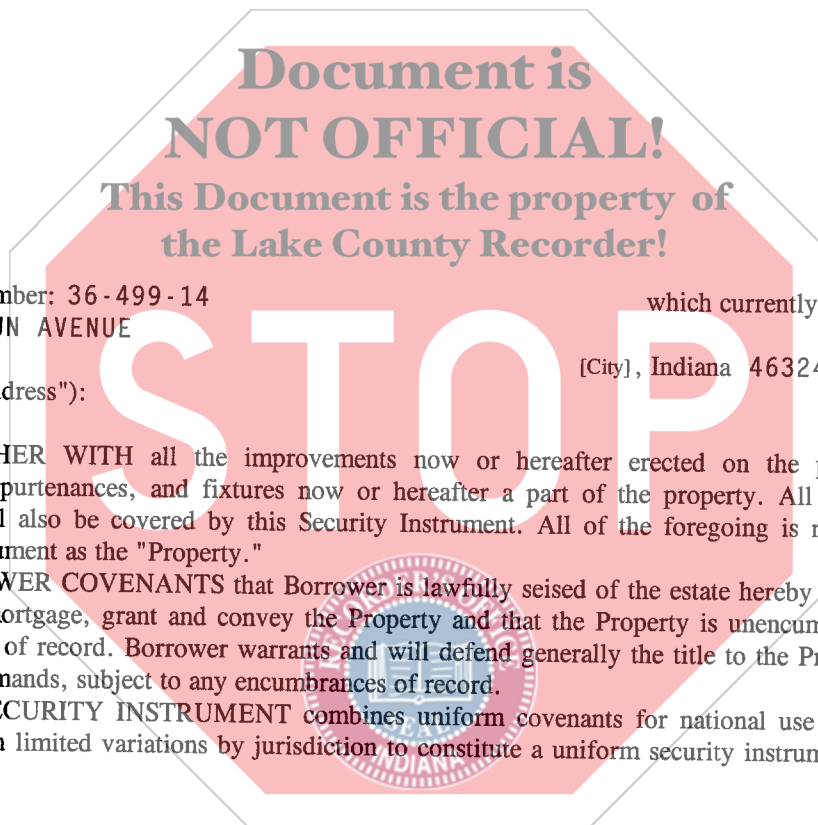 Document is
NOT OFFICIAL!
This Document is the property of
the Lake County Recorder!
mber: 36-499-14 which currently
UN AVENUE
[City], Indiana 46324
dress"):
STOP
HER WITH all the improvements now or hereafter erected on the
purtenances, and fixtures now or hereafter a part of the property. All
l also be covered by this Security Instrument. All of the foregoing is
ument as the "Property."
WER COVENANTS that Borrower is lawfully seised of the estate hereby
ortgage, grant and convey the Property and that the Property is unencum
of record. Borrower warrants and will defend generally the title to the Pr
mands, subject to any encumbrances of record.
ECURITY INSTRUMENT combines uniform covenants for national use
limited variations by jurisdiction to constitute a uniform security instrum
SEAL
INDIANA